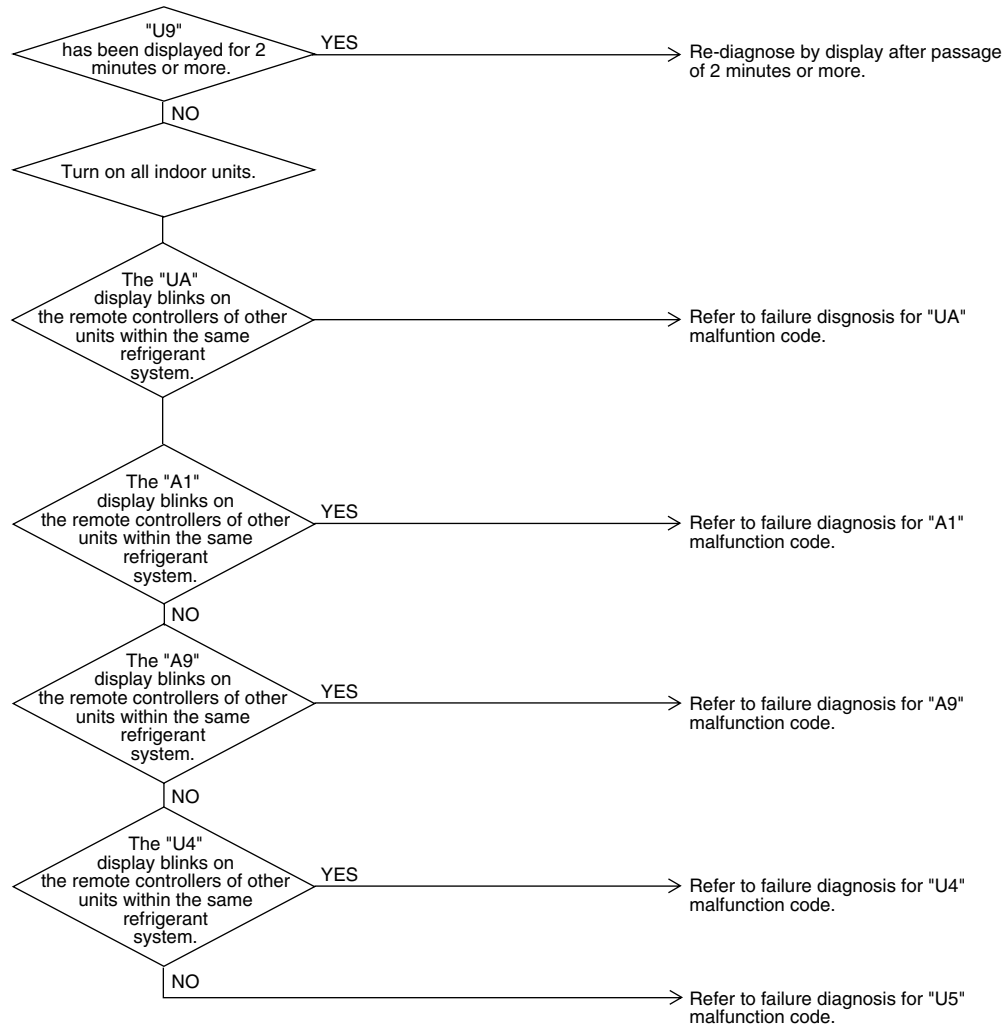 "U9"
has been displayed for 2
minutes or more.
YES
Re-diagnose by display after passage
of 2 minutes or more.
NO
Turn on all indoor units.
The "UA"
display blinks on
the remote controllers of other
units within the same
refrigerant
system.
Refer to failure disgnosis for "UA"
malfuntion code.
The "A1"
display blinks on
the remote controllers of other
units within the same
refrigerant
system.
YES
Refer to failure diagnosis for "A1"
malfunction code.
NO
The "A9"
display blinks on
the remote controllers of other
units within the same
refrigerant
system.
YES
Refer to failure diagnosis for "A9"
malfunction code.
NO
The "U4"
display blinks on
the remote controllers of other
units within the same
refrigerant
system.
YES
Refer to failure diagnosis for "U4"
malfunction code.
NO
Refer to failure diagnosis for "U5"
malfunction code.